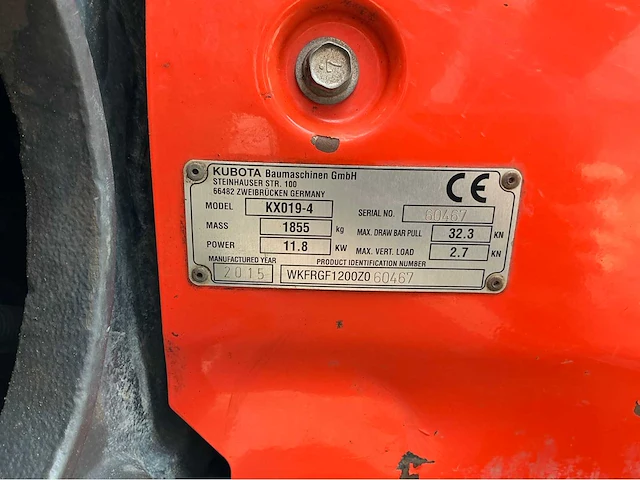 KUBOTA Baumaschinen GmbH
STEINHAUSER STR. 100
66482 ZWEIBRÜCKEN GERMANY
CE
MODEL KX019-4
SERIAL NO. 60467
MASS 1855 kg
MAX. DRAW BAR PULL 32.3 KN
POWER 11.8 KW
MAX. VERT. LOAD 2.7 KN
MANUFACTURED YEAR PRODUCT IDENTIFICATION NUMBER
2015 WKFRGF1200Z060467